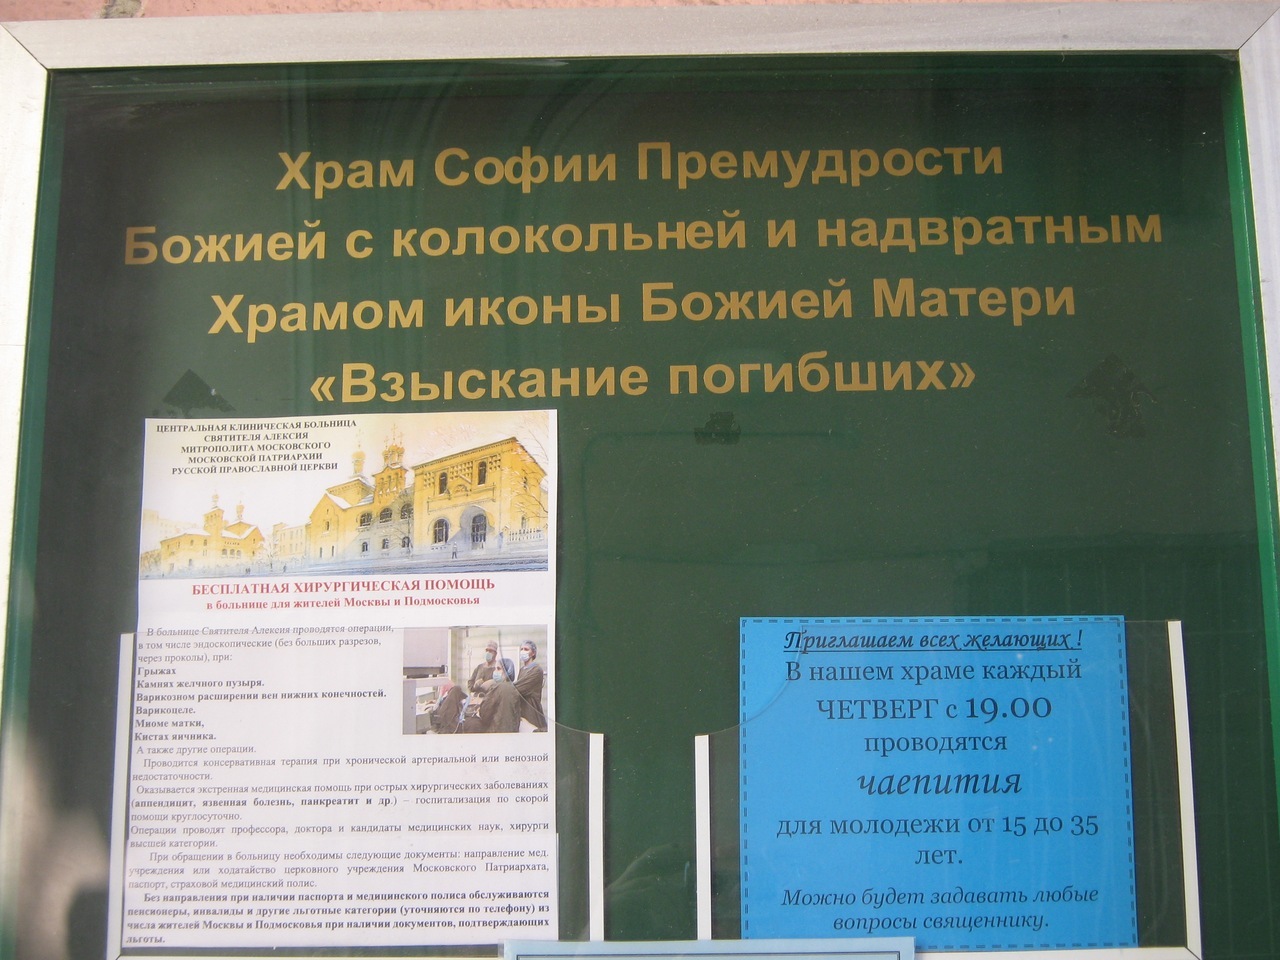 Храм Софии Премудрости
Божией с колокольней и надвратным
Храмом иконы Божией Матери
«Взыскание погибших»
ЦЕНТРАЛЬНАЯ КЛИНИЧЕСКАЯ БОЛЬНИЦА
СВЯТИТЕЛЯ АЛЕКСИЯ
МИТРОПОЛИТА МОСКОВСКОГО
МОСКОВСКОЙ ПАТРИАРХИИ
РУССКОЙ ПРАВОСЛАВНОЙ ЦЕРКВИ
БЕСПЛАТНАЯ ХИРУРГИЧЕСКАЯ ПОМОЩЬ
в больнице для жителей Москвы и Подмосковья
В больнице Святителя Алексия проводятся операции,
в том числе эндоскопические (без больших разрезов,
через проколы), при:
Грыжах
Камнях желчного пузыря.
Варикозном расширении вен нижних конечностей.
Варикоцеле.
Миоме матки,
Кистах яичника.
А также другие операции.
Проводится консервативная терапия при хронической артериальной или венозной
недостаточности.
Оказывается экстренная медицинская помощь при острых хирургических заболеваниях
(аппендицит, язвенная болезнь, панкреатит и др.) – госпитализация по скорой
помощи круглосуточно.
Операции проводят профессора, доктора и кандидаты медицинских наук, хирурги
высшей категории.
При обращении в больницу необходимы следующие документы: направление мед.
учреждения или ходатайство церковного учреждения Московского Патриархата,
паспорт, страховой медицинский полис.
Без направления при наличии паспорта и медицинского полиса обслуживаются
пенсионеры, инвалиды и другие льготные категории (уточняются по телефону) из
числа жителей Москвы и Подмосковья при наличии документов, подтверждающих
льготы.
Приглашаем всех желающих!
В нашем храме каждый
ЧЕТВЕРГ с 19.00
проводятся
чаепития
для молодежи от 15 до 35
лет.
Можно будет задавать любые
вопросы священнику.